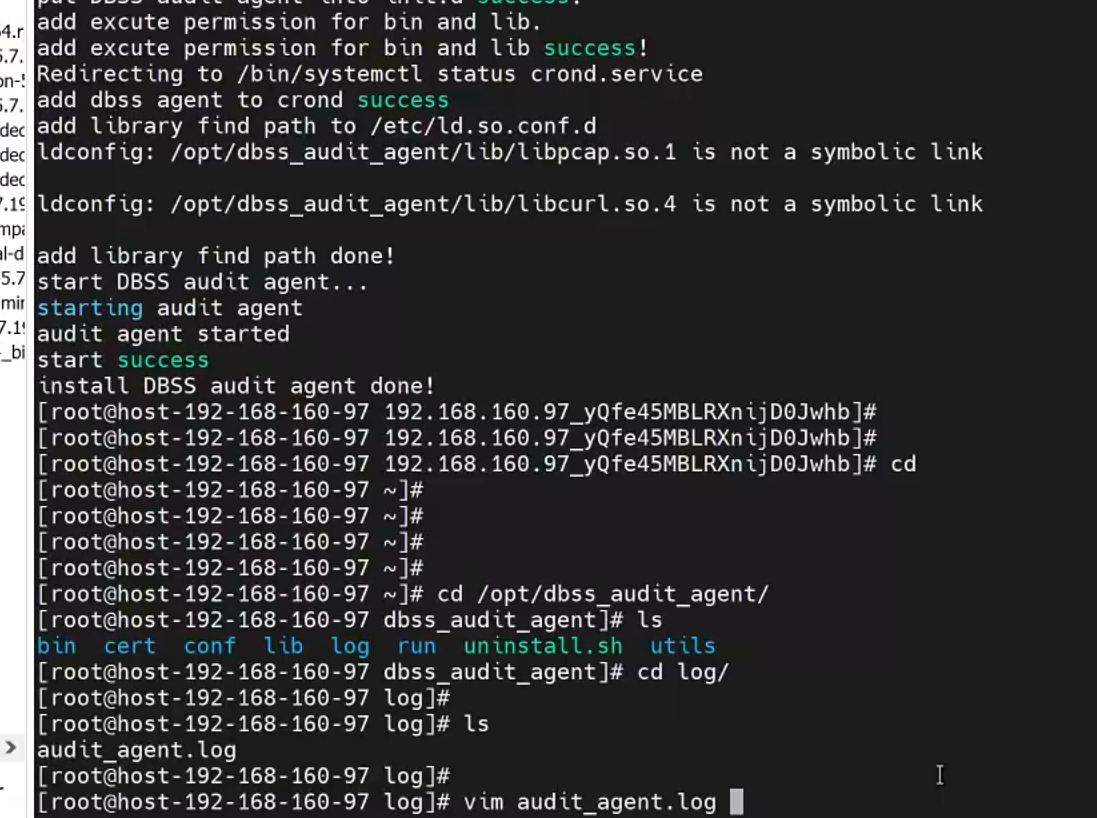 put DBSS audit agent into init.d success!
add excute permission for bin and lib.
add excute permission for bin and lib success!
Redirecting to /bin/systemctl status crond.service
add dbss agent to crond success
add library find path to /etc/ld.so.conf.d
ldconfig: /opt/dbss_audit_agent/lib/libpcap.so.1 is not a symbolic link
ldconfig: /opt/dbss_audit_agent/lib/libcurl.so.4 is not a symbolic link
add library find path done!
start DBSS audit agent...
starting audit agent
audit agent started
start success
install DBSS audit agent done!
[root@host-192-168-160-97 192.168.160.97_yQfe45MBLRXnijD0Jwhb]#
[root@host-192-168-160-97 192.168.160.97_yQfe45MBLRXnijD0Jwhb]#
[root@host-192-168-160-97 192.168.160.97_yQfe45MBLRXnijD0Jwhb]# cd
[root@host-192-168-160-97 ~]#
[root@host-192-168-160-97 ~]#
[root@host-192-168-160-97 ~]#
[root@host-192-168-160-97 ~]#
[root@host-192-168-160-97 ~]# cd /opt/dbss_audit_agent/
[root@host-192-168-160-97 dbss_audit_agent]# ls
bin cert conf lib log run uninstall.sh utils
[root@host-192-168-160-97 dbss_audit_agent]# cd log/
[root@host-192-168-160-97 log]#
[root@host-192-168-160-97 log]# ls
audit_agent.log
[root@host-192-168-160-97 log]#
[root@host-192-168-160-97 log]# vim audit_agent.log